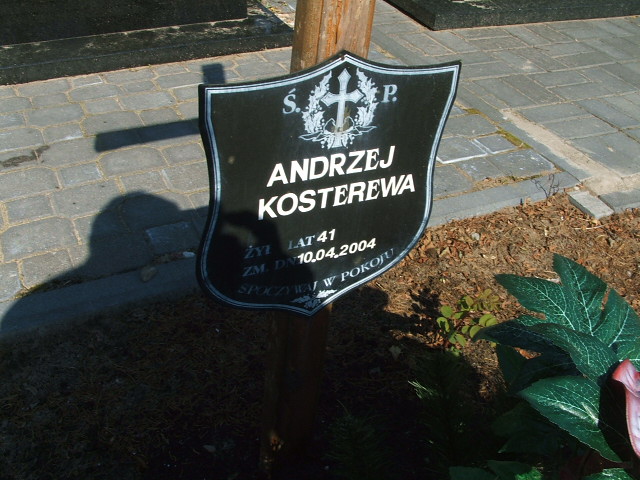 Ś. P.
ANDRZEJ
KOSTEREWA
ŻYŁ LAT 41
ZM. DN. 10.04.2004
SPOCZYWAJ W POKOJU